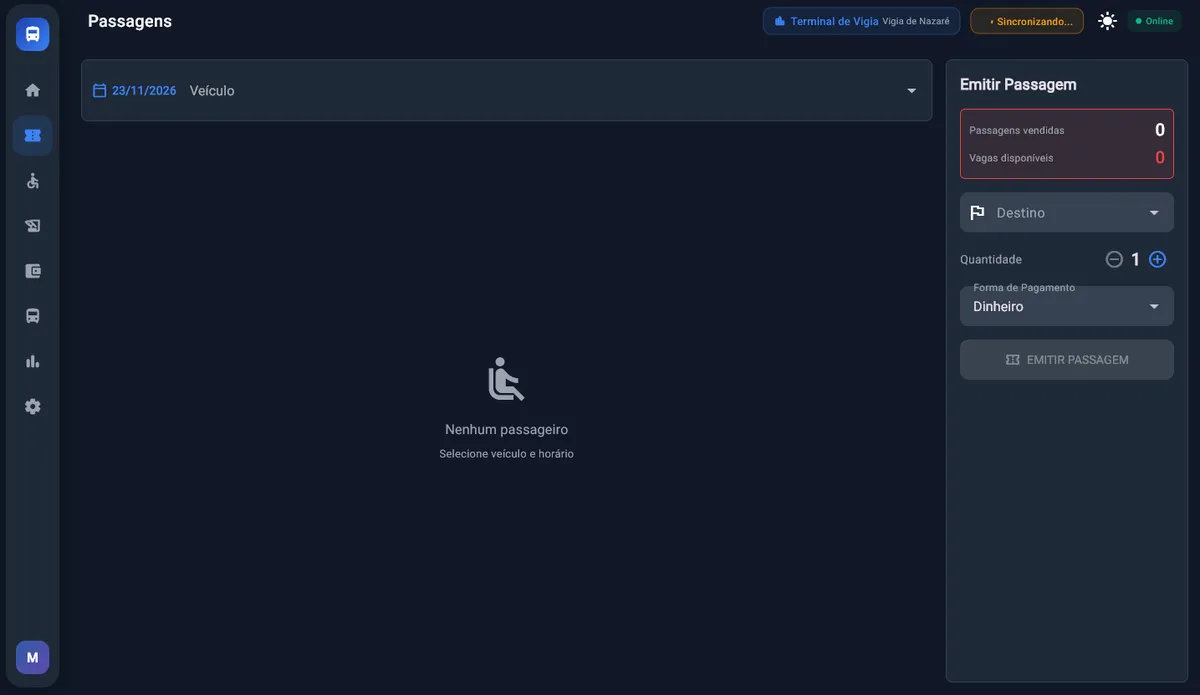 Passagens
Terminal de Vigia Vigia de Nazaré
Sincronizando...
Online
23/11/2026 Veículo
Nenhum passageiro
Selecione veículo e horário
Emitir Passagem
Passagens vendidas 0
Vagas disponíveis 0
Destino
Quantidade 1
Forma de Pagamento
Dinheiro
EMITIR PASSAGEM
M